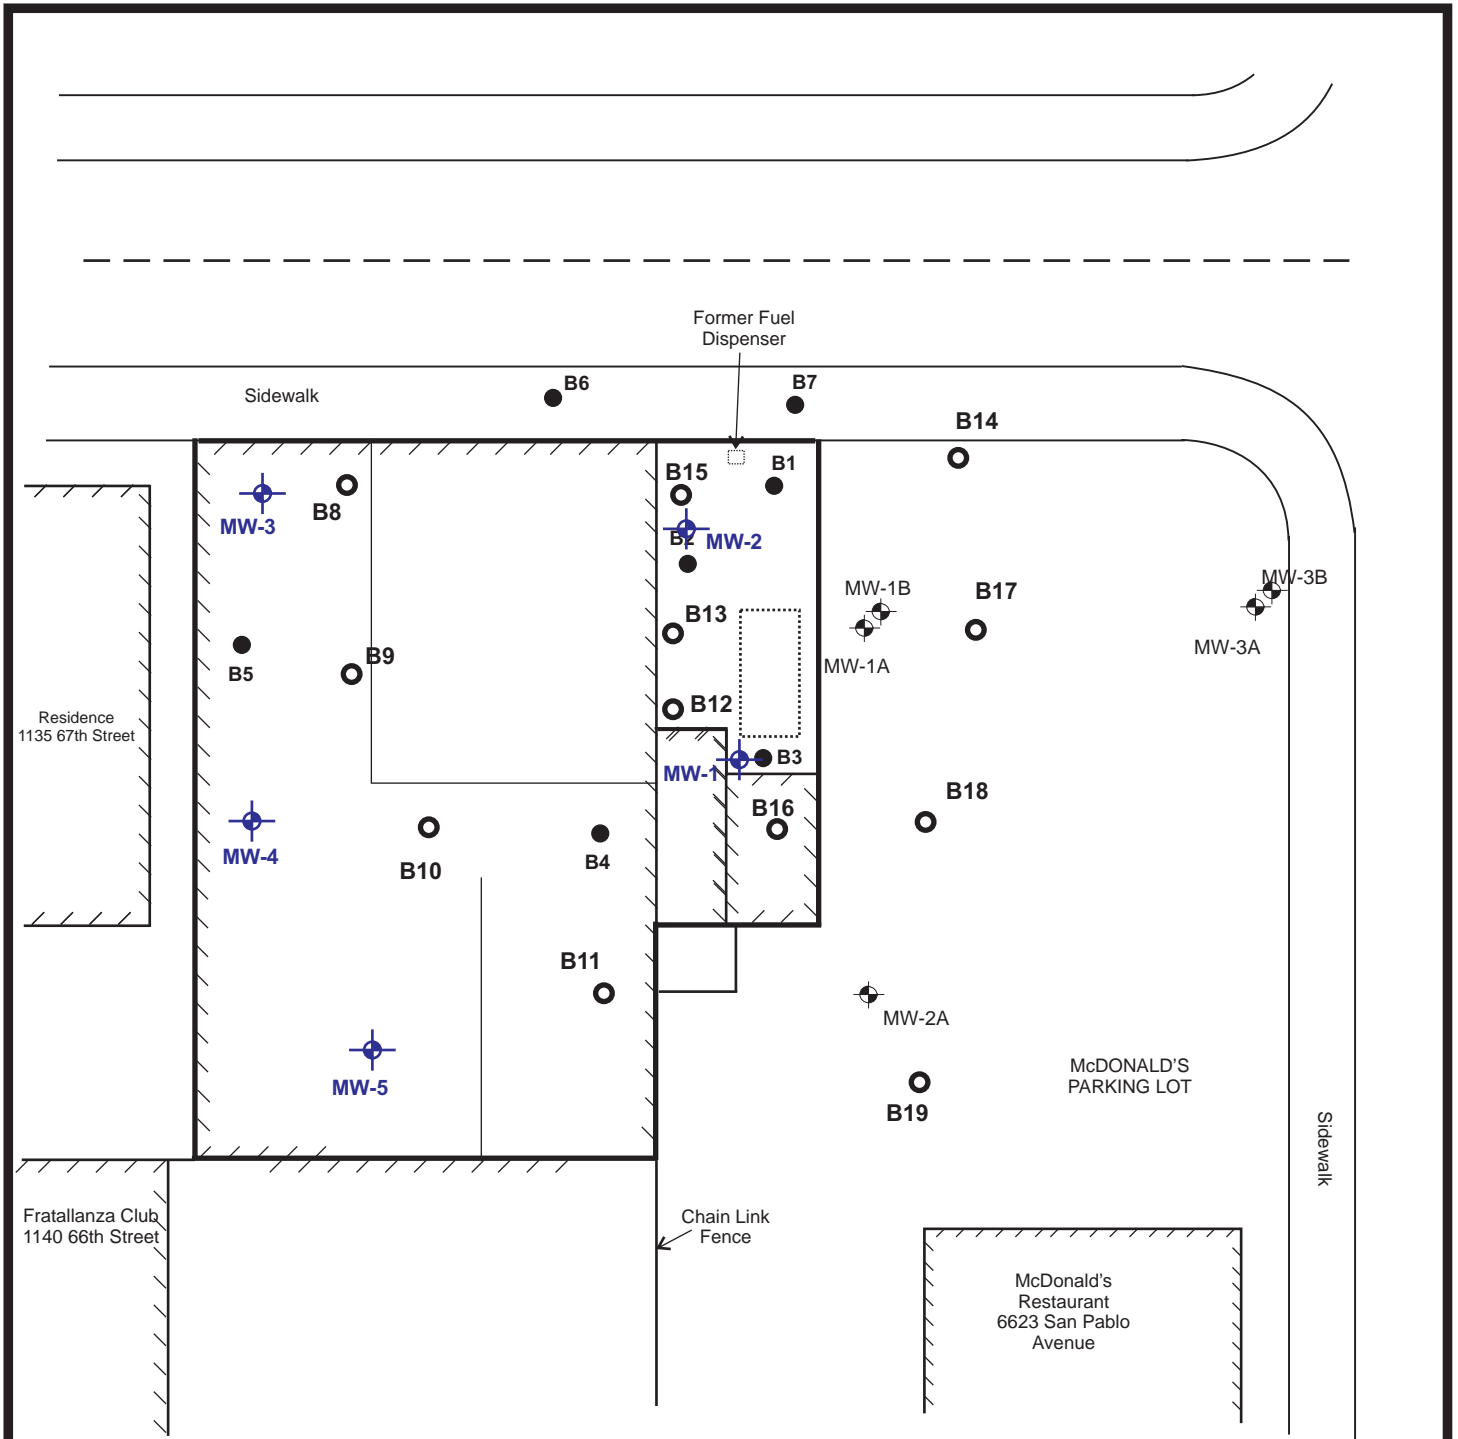 Former Fuel
Dispenser
Sidewalk
B6
B7
B14
B15
B1
B8
MW-3
B2
MW-2
MW-1B
B17
MW-3B
B13
MW-3A
B9
MW-1A
B5
Residence
1135 67th Street
B12
MW-1
B3
B18
B16
MW-4
B10
B4
B11
MW-2A
McDONALD'S
PARKING LOT
MW-5
B19
Sidewalk
Fratallanza Club
1140 66th Street
Chain Link
Fence
McDonald's
Restaurant
6623 San Pablo
Avenue